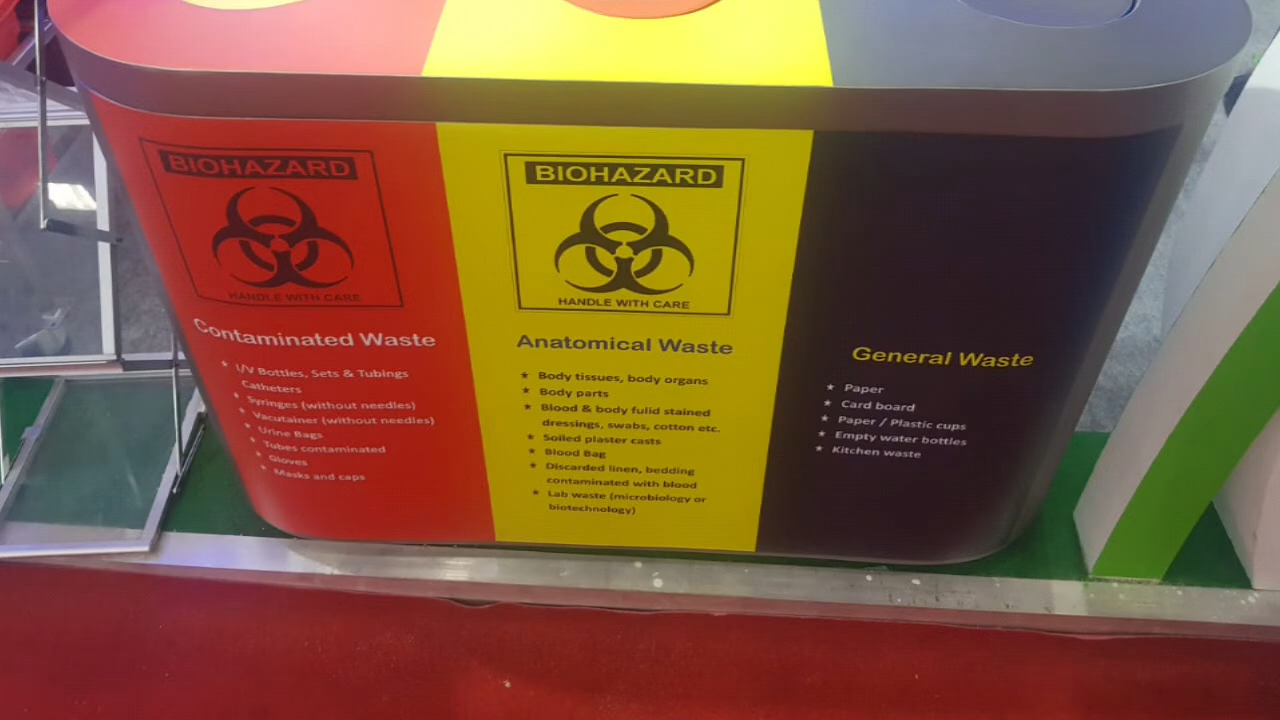 BIOHAZARD
HANDLE WITH CARE
Contaminated Waste
★ I/V Bottles, Sets & Tubings
Catheters
★ Syringes (without needles)
★ Vacutainer (without needles)
★ Urine Bags
★ Tubes contaminated
★ Gloves
★ Masks and caps
BIOHAZARD
HANDLE WITH CARE
Anatomical Waste
★ Body tissues, body organs
★ Body parts
★ Blood & body fulid stained
dressings, swabs, cotton etc.
★ Soiled plaster casts
★ Blood Bag
★ Discarded linen, bedding
contaminated with blood
★ Lab waste (microbiology or
biotechnology)
General Waste
★ Paper
★ Card board
★ Paper / Plastic cups
★ Empty water bottles
★ Kitchen waste